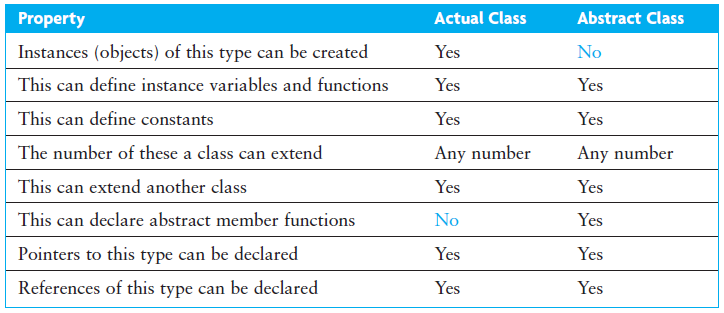 Property Actual Class Abstract Class
Instances (objects) of this type can be created Yes No
This can define instance variables and functions Yes Yes
This can define constants Yes Yes
The number of these a class can extend Any number Any number
This can extend another class Yes Yes
This can declare abstract member functions No Yes
Pointers to this type can be declared Yes Yes
References of this type can be declared Yes Yes